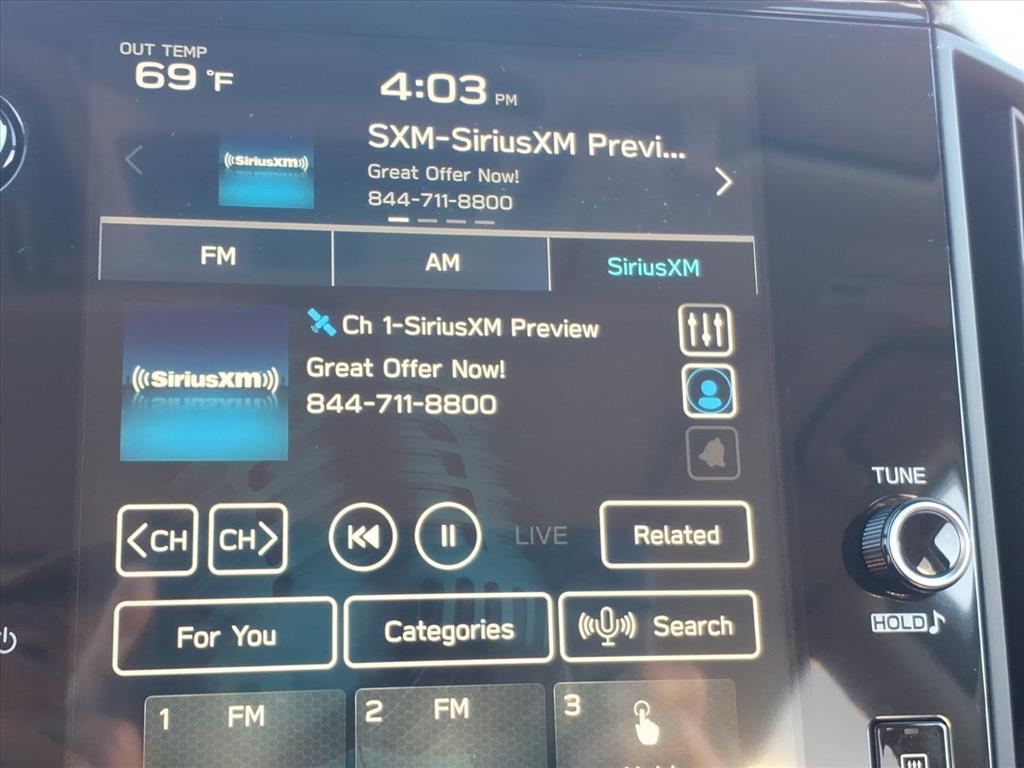 OUT TEMP
69 °F
4:03 PM
SXM-SiriusXM Previ...
((SiriusXM))
Great Offer Now!
844-711-8800
FM
AM
SiriusXM
Ch 1-SiriusXM Preview
Great Offer Now!
((SiriusXM))
844-711-8800
TUNE
<CH
CH>
LIVE
Related
HOLD♪
For You
Categories
Search
1 FM
2 FM
3